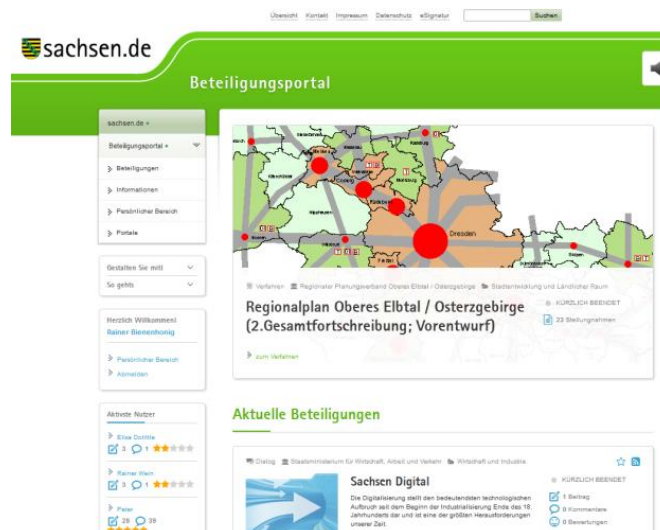 Übersicht Kontakt Impressum Datenschutz eSignatur Suchen
sachsen.de
Beteiligungsportal
sachsen.de »
Beteiligungsportal »
Beteiligungen
Informationen
Persönlicher Bereich
Portale
Gestalten Sie mit!
So gehts
Herzlich Willkommen!
Rainer Bienenhonig
Persönlicher Bereich
Abmelden
Aktivste Nutzer
Elisa Dolittle
3 1
Rainer Wein
3 1
Peter
28 39
Dresden
Verfahren Regionaler Planungsverband Oberes Elbtal / Osterzgebirge Stadtentwicklung und Ländlicher Raum
Regionalplan Oberes Elbtal / Osterzgebirge
(2.Gesamtfortschreibung; Vorentwurf)
KÜRZLICH BEENDET
23 Stellungnahmen
zum Verfahren
Aktuelle Beteiligungen
Dialog Staatsministerium für Wirtschaft, Arbeit und Verkehr Wirtschaft und Industrie
Sachsen Digital
Die Digitalisierung stellt den bedeutendsten technologischen
Aufbruch seit dem Beginn der Industrialisierung Ende des 18.
Jahrhunderts dar und ist eine der größten Herausforderungen
unserer Zeit.
KÜRZLICH BEENDET
1 Beitrag
0 Kommentare
0 Bewertungen